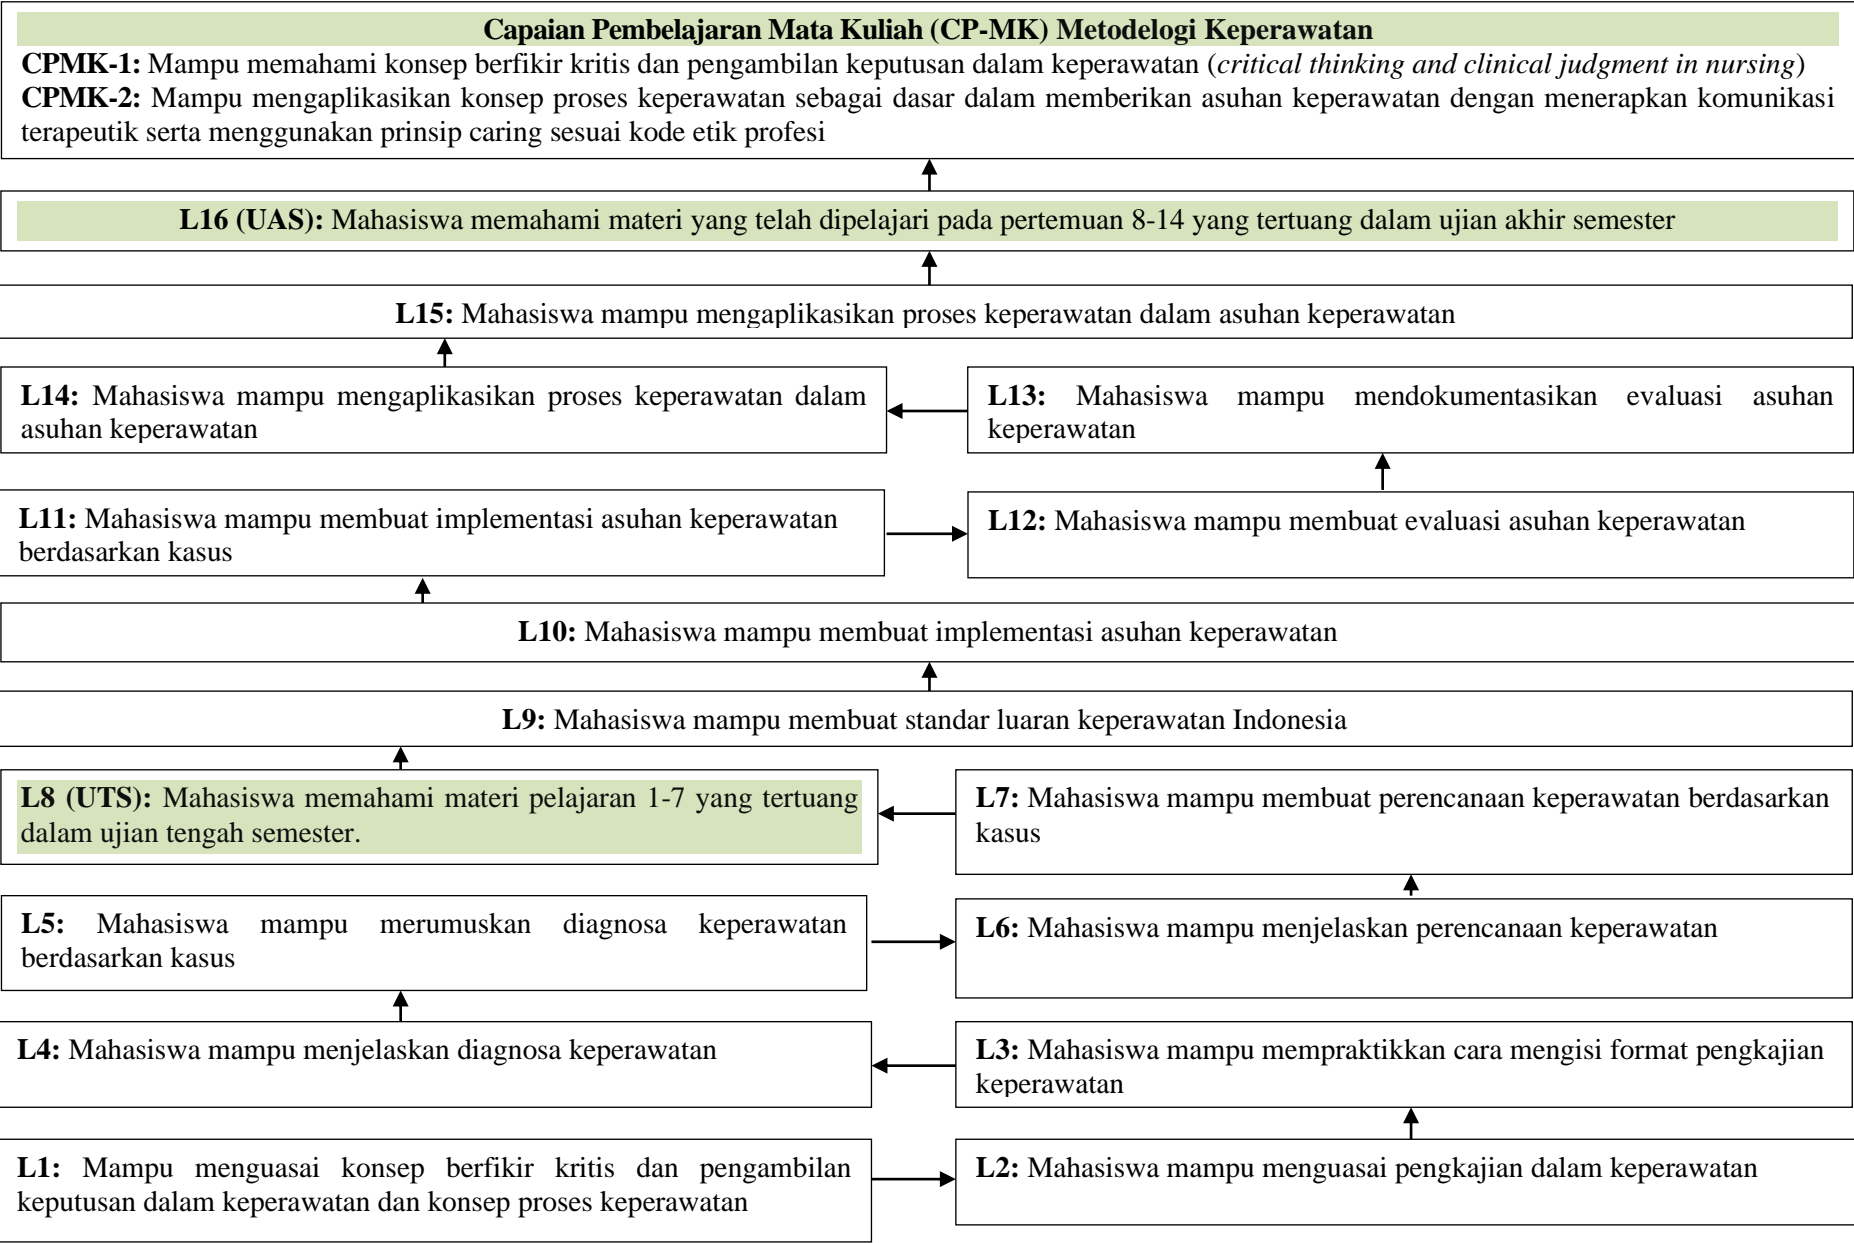 Capaian Pembelajaran Mata Kuliah (CP-MK) Metodelogi Keperawatan
CPMK-1: Mampu memahami konsep berfikir kritis dan pengambilan keputusan dalam keperawatan (critical thinking and clinical judgment in nursing)
CPMK-2: Mampu mengaplikasikan konsep proses keperawatan sebagai dasar dalam memberikan asuhan keperawatan dengan menerapkan komunikasi
terapeutik serta menggunakan prinsip caring sesuai kode etik profesi
L16 (UAS): Mahasiswa memahami materi yang telah dipelajari pada pertemuan 8-14 yang tertuang dalam ujian akhir semester
L15: Mahasiswa mampu mengaplikasikan proses keperawatan dalam asuhan keperawatan
L14: Mahasiswa mampu mengaplikasikan proses keperawatan dalam
asuhan keperawatan
L13: Mahasiswa mampu mendokumentasikan evaluasi asuhan
keperawatan
L11: Mahasiswa mampu membuat implementasi asuhan keperawatan
berdasarkan kasus
L12: Mahasiswa mampu membuat evaluasi asuhan keperawatan
L10: Mahasiswa mampu membuat implementasi asuhan keperawatan
L9: Mahasiswa mampu membuat standar luaran keperawatan Indonesia
L8 (UTS): Mahasiswa memahami materi pelajaran 1-7 yang tertuang
dalam ujian tengah semester.
L7: Mahasiswa mampu membuat perencanaan keperawatan berdasarkan
kasus
L5: Mahasiswa mampu merumuskan diagnosa keperawatan
berdasarkan kasus
L6: Mahasiswa mampu menjelaskan perencanaan keperawatan
L4: Mahasiswa mampu menjelaskan diagnosa keperawatan
L3: Mahasiswa mampu mempraktikkan cara mengisi format pengkajian
keperawatan
L1: Mampu menguasai konsep berfikir kritis dan pengambilan
keputusan dalam keperawatan dan konsep proses keperawatan
L2: Mahasiswa mampu menguasai pengkajian dalam keperawatan